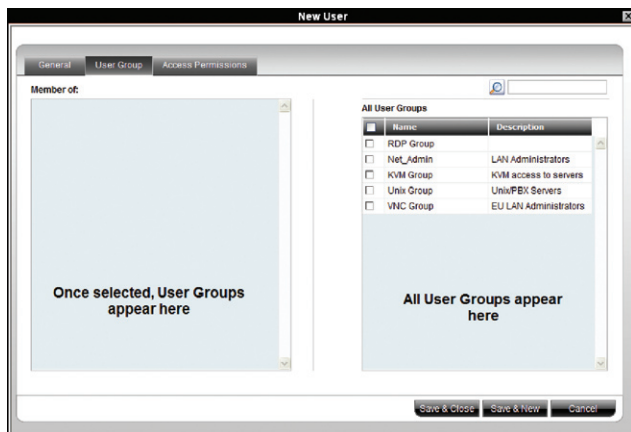 New User
General User Group Access Permissions
Member of:
All User Groups
Name Description
RDP Group
Net_Admin LAN Administrators
KVM Group KVM access to servers
Unix Group Unix/PBX Servers
VNC Group EU LAN Administrators
Once selected, User Groups
appear here
All User Groups appear
here
Save & Close Save & New Cancel